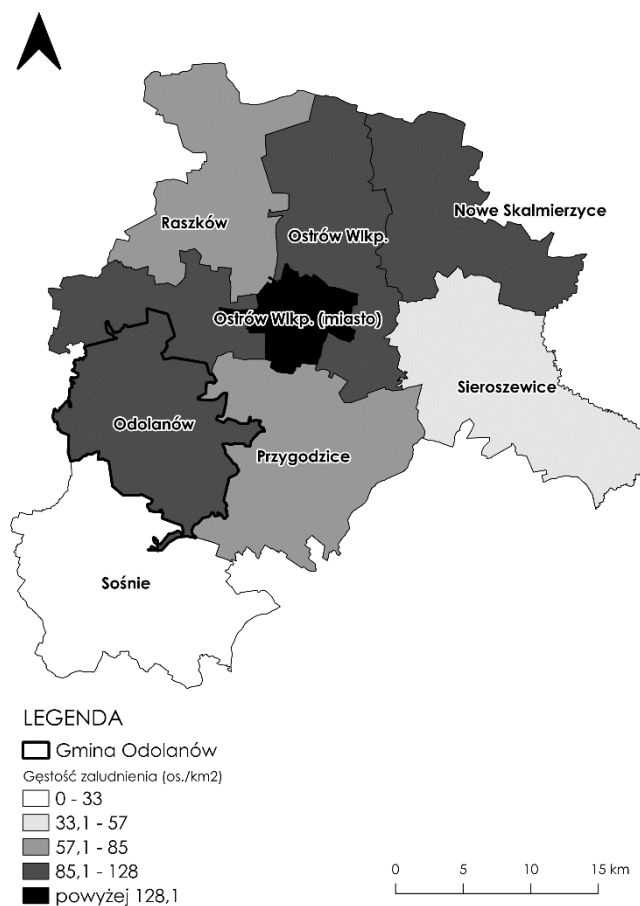 Raszków
Nowe Skalmierzyce
Ostrów Wlkp.
Ostrów Wlkp. (miasto)
Sieroszewice
Odolanów
Przygodzice
Sośnie
LEGENDA
Gmina Odolanów
Gęstość zaludnienia (os./km2)
0 - 33
33,1 - 57
57,1 - 85
85,1 - 128
powyżej 128,1
0 5 10 15 km